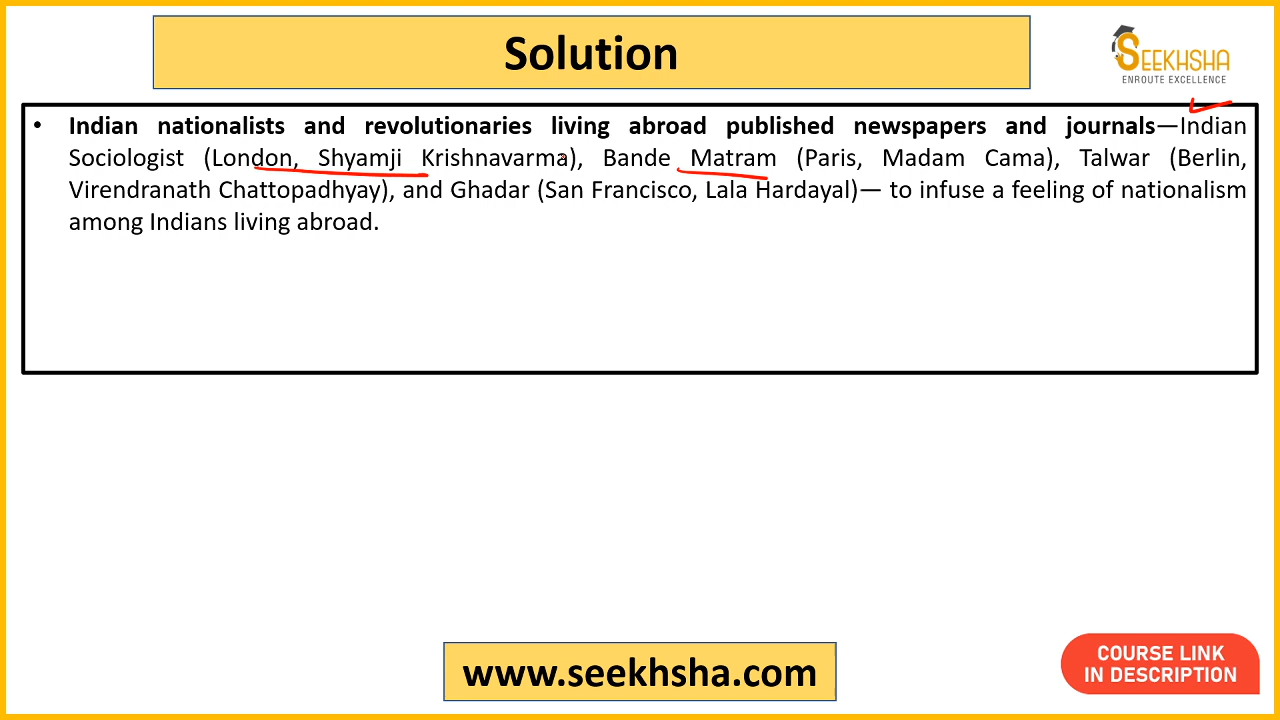 Solution
SEEKHSHA
ENROUTE EXCELLENCE
• Indian nationalists and revolutionaries living abroad published newspapers and journals—Indian
Sociologist (London, Shyamji Krishnavarma), Bande Matram (Paris, Madam Cama), Talwar (Berlin,
Virendranath Chattopadhyay), and Ghadar (San Francisco, Lala Hardayal)— to infuse a feeling of nationalism
among Indians living abroad.
www.seekhsha.com
COURSE LINK
IN DESCRIPTION